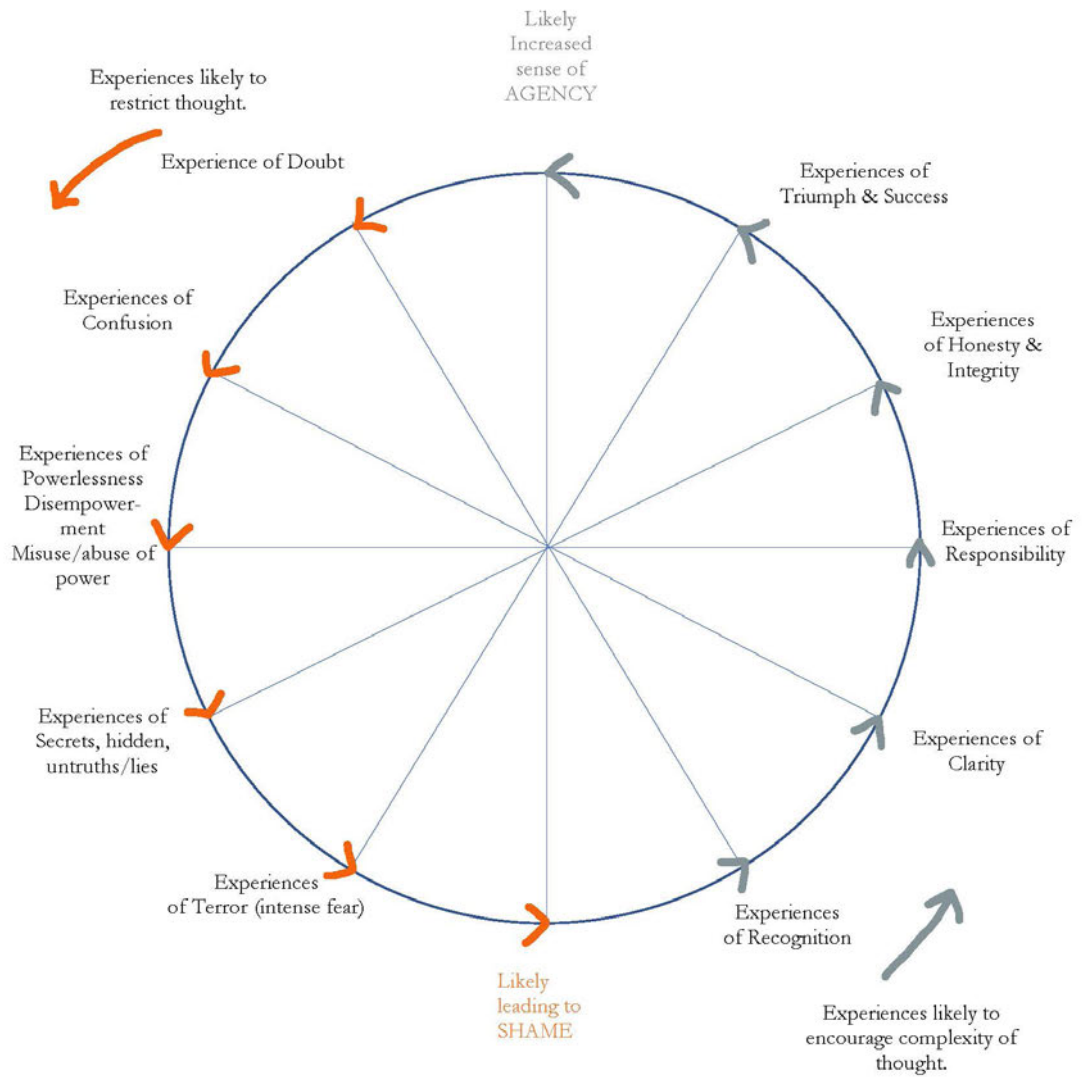 Likely
Increased
sense of
AGENCY
Experiences likely to
restrict thought.
Experience of Doubt
Experiences of
Triumph & Success
Experiences of
Confusion
Experiences
of Honesty &
Integrity
Experiences of
Powerlessness
Disempower-
ment
Misuse/abuse of
power
Experiences of
Responsibility
Experiences of
Secrets, hidden,
untruths/lies
Experiences of
Clarity
Experiences
of Terror (intense fear)
Experiences
of Recognition
Likely
leading to
SHAME
Experiences likely to
encourage complexity of
thought.